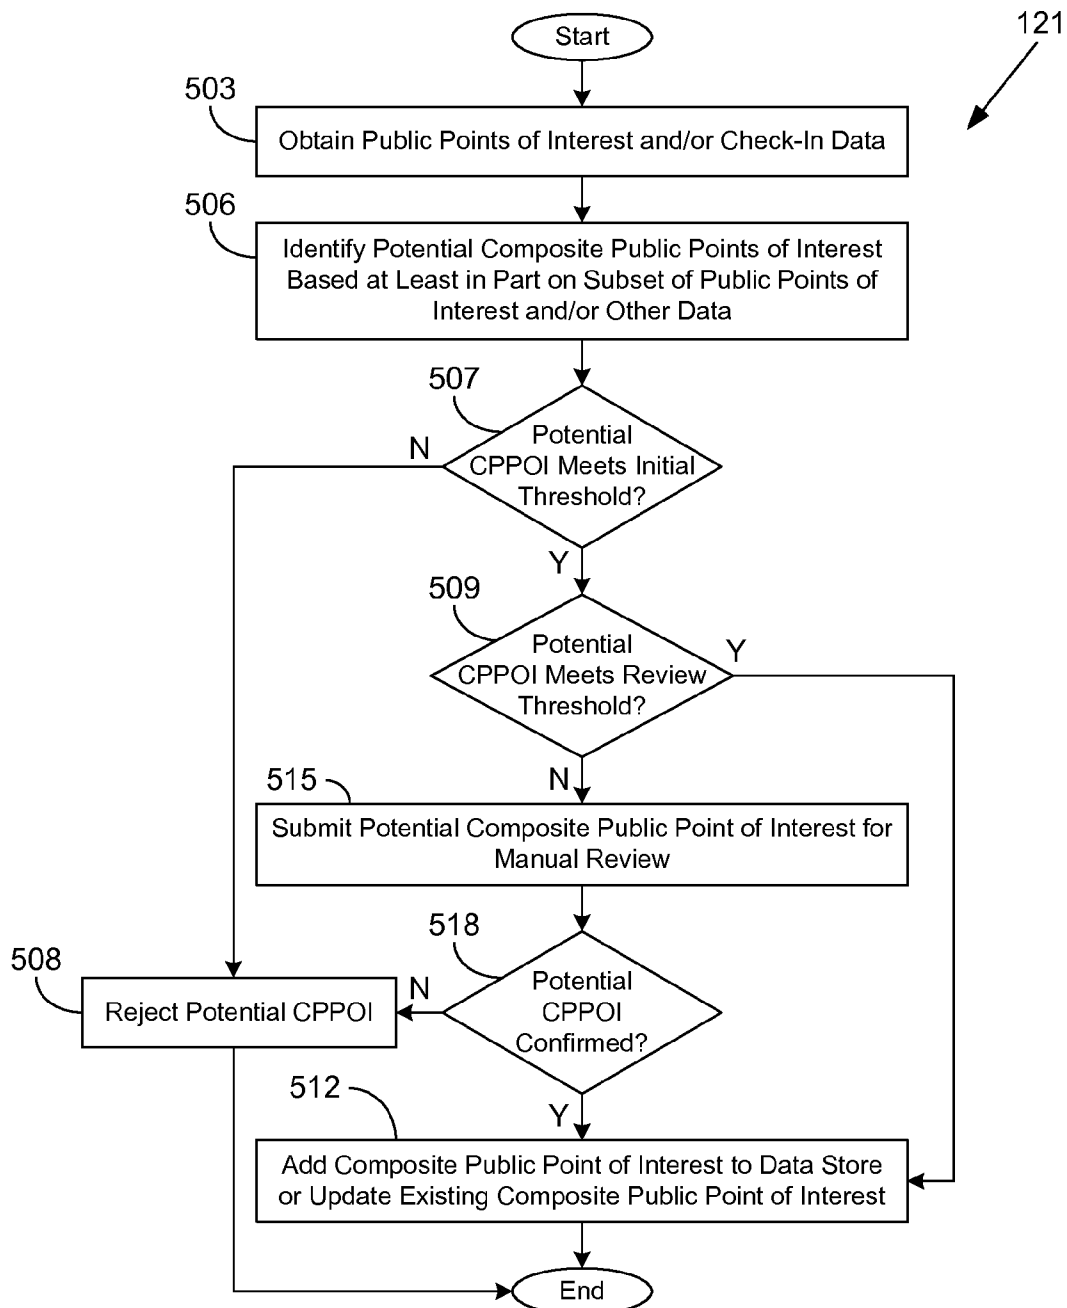 Start
121
503
Obtain Public Points of Interest and/or Check-In Data
506
Identify Potential Composite Public Points of Interest
Based at Least in Part on Subset of Public Points of
Interest and/or Other Data
507
N
Potential
CPPOI Meets Initial
Threshold?
Y
509
Potential
CPPOI Meets Review
Threshold?
Y
N
515
Submit Potential Composite Public Point of Interest for
Manual Review
518
508
Reject Potential CPPOI
N
Potential
CPPOI
Confirmed?
512
Y
Add Composite Public Point of Interest to Data Store
or Update Existing Composite Public Point of Interest
End